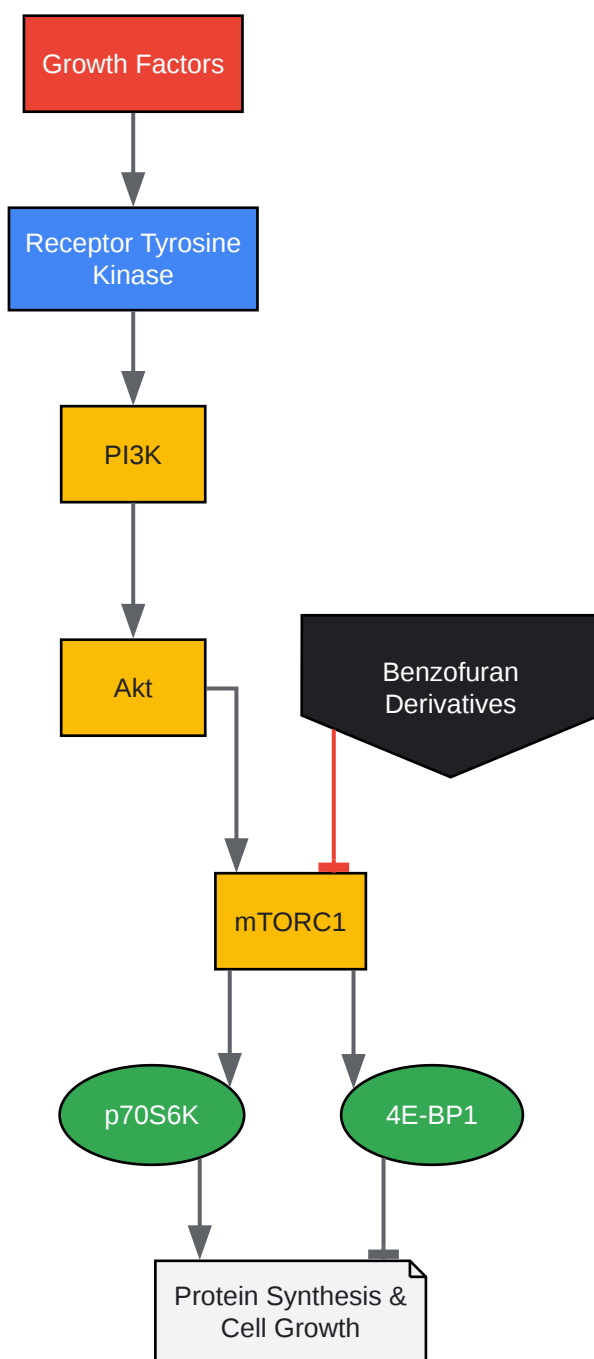 Growth Factors
Receptor Tyrosine
Kinase
PI3K
Akt
Benzofuran
Derivatives
mTORC1
p70S6K
4E-BP1
Protein Synthesis &
Cell Growth